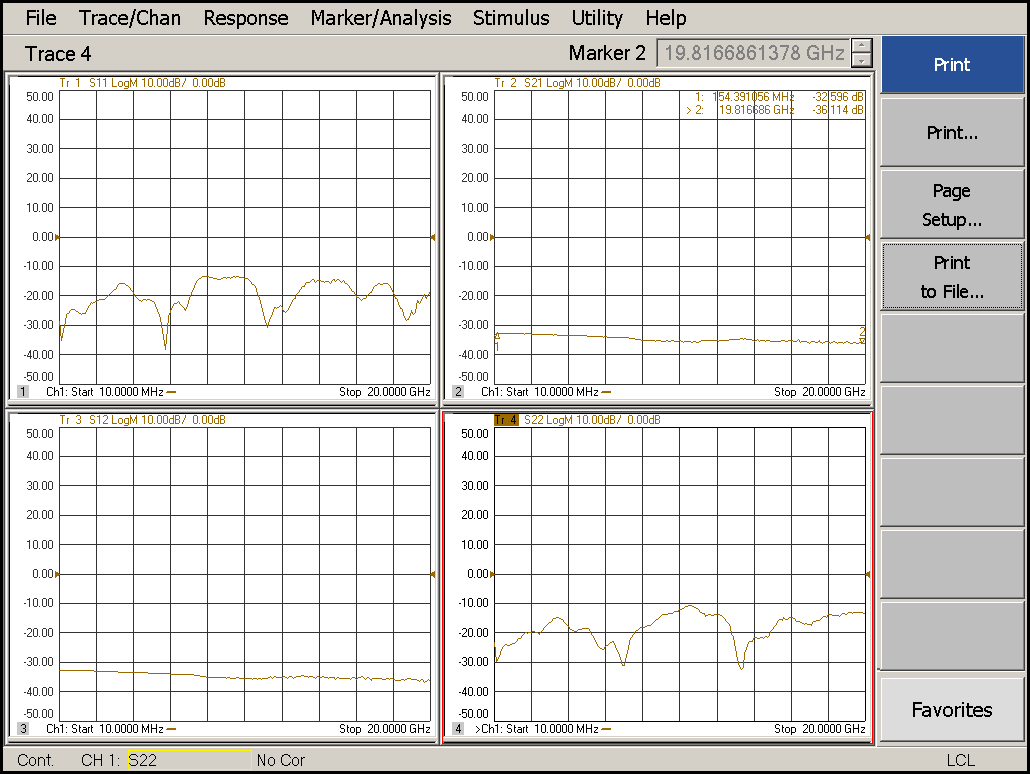 File Trace/Chan Response Marker/Analysis Stimulus Utility Help
Trace 4 Marker 2 19.8166861378 GHz
Print
Print...
Page
Setup...
Print
to File...
Favorites
Tr 1 S11 LogM 10.00dB/ 0.00dB
50.00
40.00
30.00
20.00
10.00
0.00
-10.00
-20.00
-30.00
-40.00
-50.00
1 Ch1: Start 10.0000 MHz Stop 20.0000 GHz
Tr 2 S21 LogM 10.00dB/ 0.00dB
1: 154.391056 MHz -32.596 dB
> 2: 19.816686 GHz -36.114 dB
50.00
40.00
30.00
20.00
10.00
0.00
-10.00
-20.00
-30.00
-40.00
-50.00
1
2
2 Ch1: Start 10.0000 MHz Stop 20.0000 GHz
Tr 3 S12 LogM 10.00dB/ 0.00dB
50.00
40.00
30.00
20.00
10.00
0.00
-10.00
-20.00
-30.00
-40.00
-50.00
3 Ch1: Start 10.0000 MHz Stop 20.0000 GHz
Tr 4 S22 LogM 10.00dB/ 0.00dB
50.00
40.00
30.00
20.00
10.00
0.00
-10.00
-20.00
-30.00
-40.00
-50.00
4 >Ch1: Start 10.0000 MHz Stop 20.0000 GHz
Cont. CH 1: S22 No Cor LCL